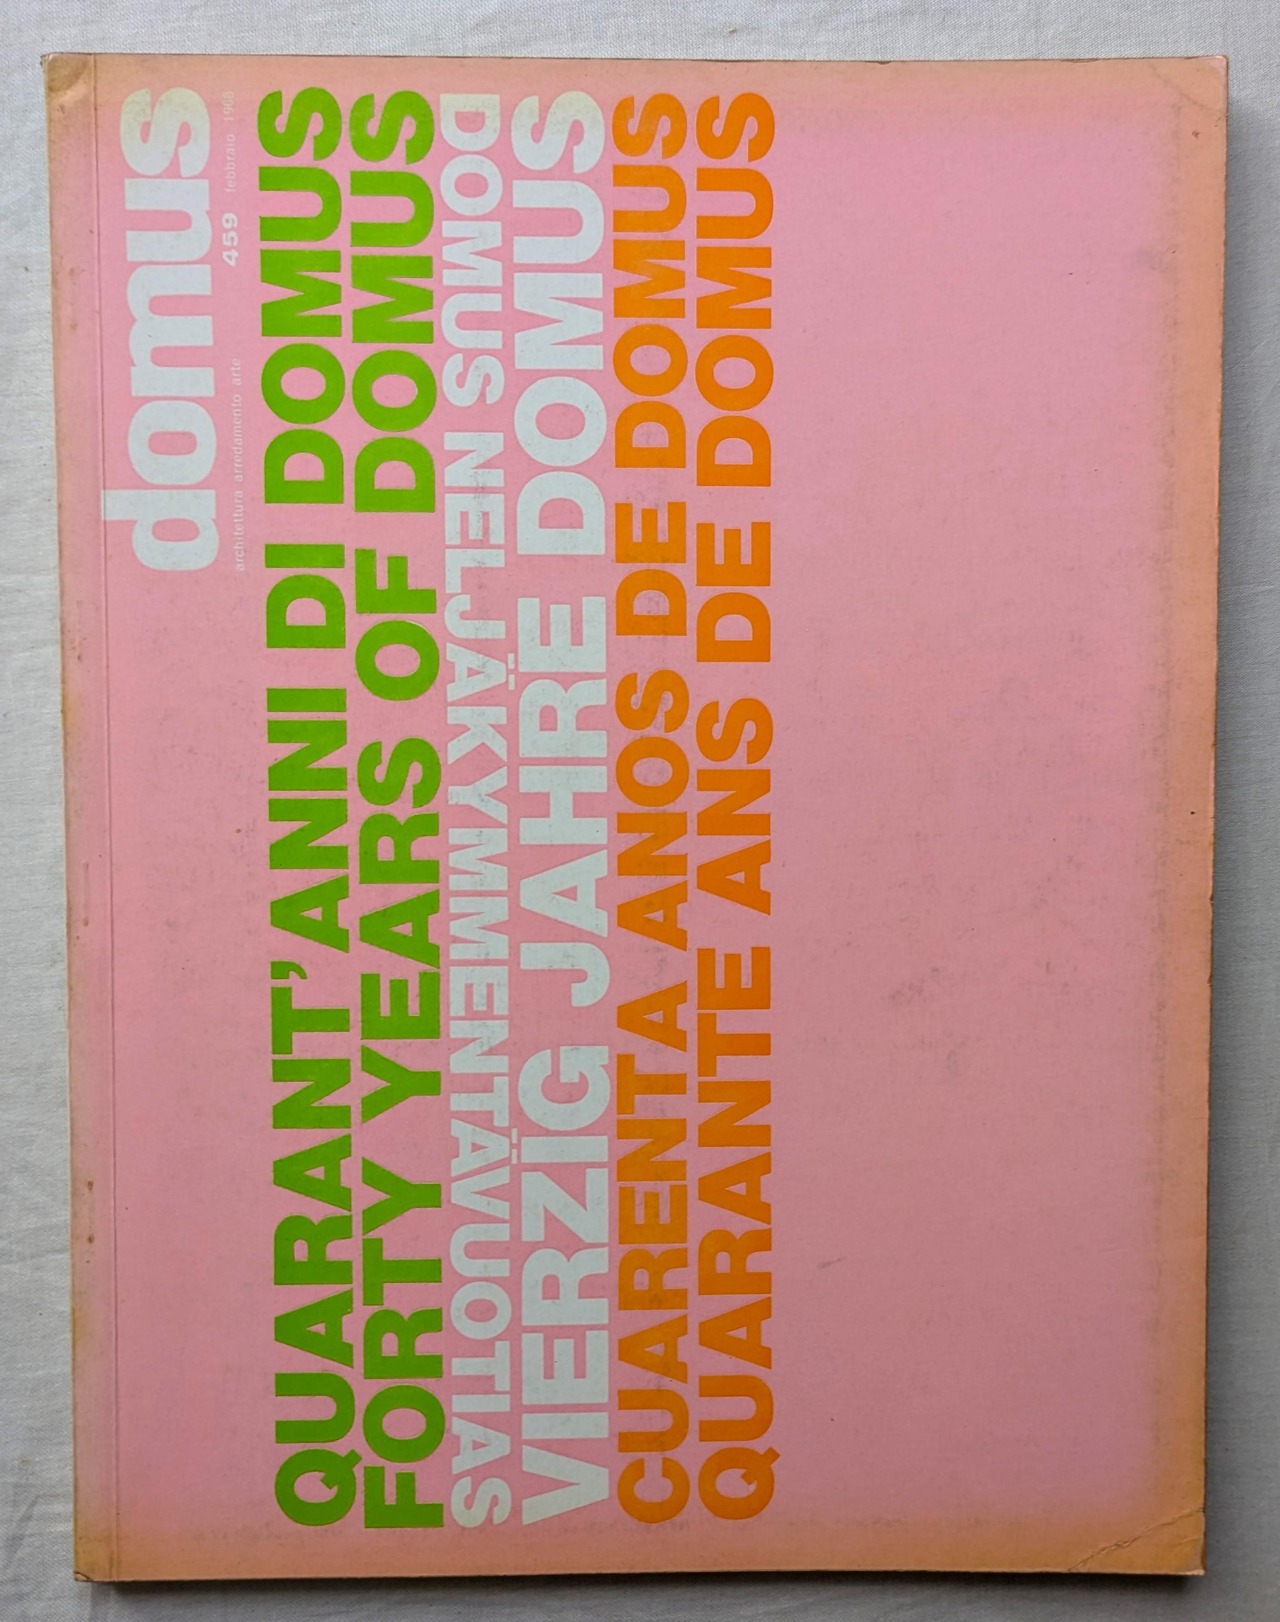 domus
459 febbraio 1968
architettura arredamento arte
QUARANT' ANNI DI DOMUS
FORTY YEARS OF DOMUS
DOMUS NELJÄKYMMENTÄVUOTIAS
VIERZIG JAHRE DOMUS
CUARENTA ANOS DE DOMUS
QUARANTE ANS DE DOMUS